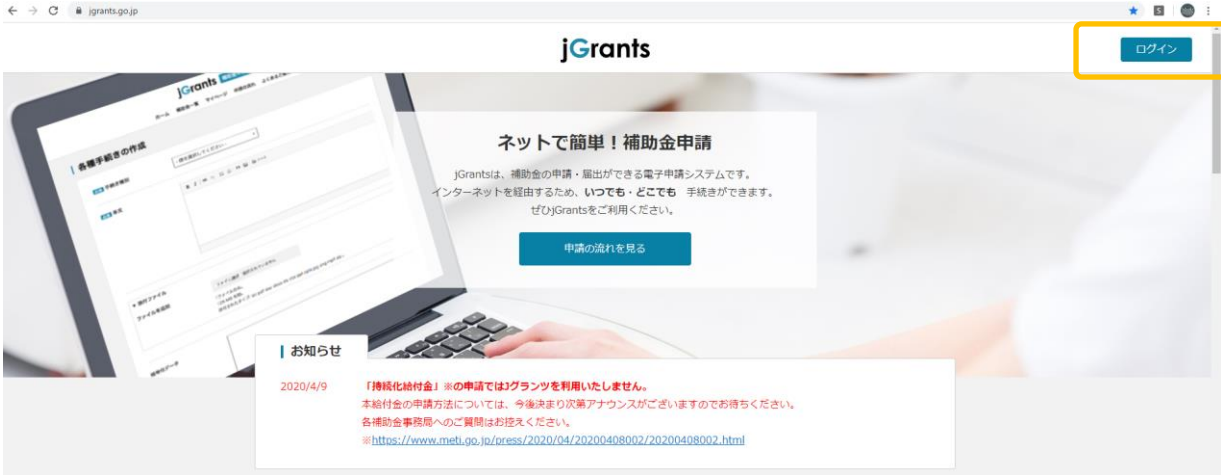 jgrants.go.jp
S
jGrants
ログイン
jGrants
各種手続きの作成
ネットで簡単！補助金申請
jGrantsは、補助金の申請・届出ができる電子申請システムです。
インターネットを経由するため、いつでも・どこでも 手続きができます。
ぜひjGrantsをご利用ください。
申請の流れを見る
お知らせ
2020/4/9 「持続化給付金」※の申請ではJグランツを利用いたしません。
本給付金の申請方法については、今後決まり次第アナウンスがございますのでお待ちください。
各補助金事務局へのご質問はお控えください。
※https://www.meti.go.jp/press/2020/04/20200408002/20200408002.html